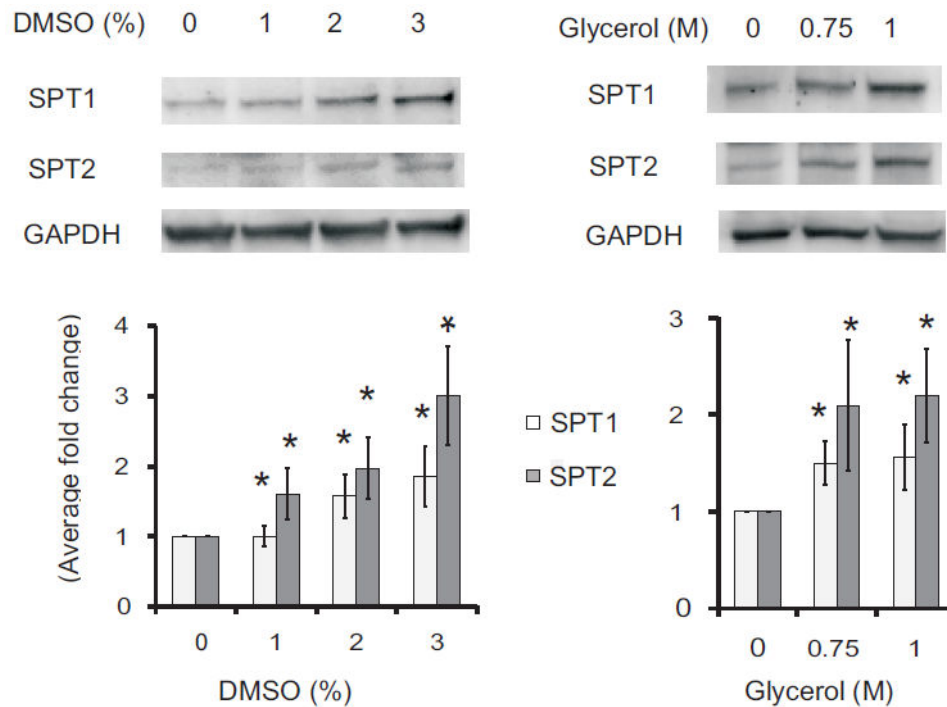 DMSO (%) 0 1 2 3
SPT1
SPT2
GAPDH
Glycerol (M) 0 0.75 1
SPT1
SPT2
GAPDH
(Average fold change)
4
3
2
1
0
* * * * * *
0 1 2 3
DMSO (%)
SPT1
SPT2
3
2
1
0
* * * *
0 0.75 1
Glycerol (M)